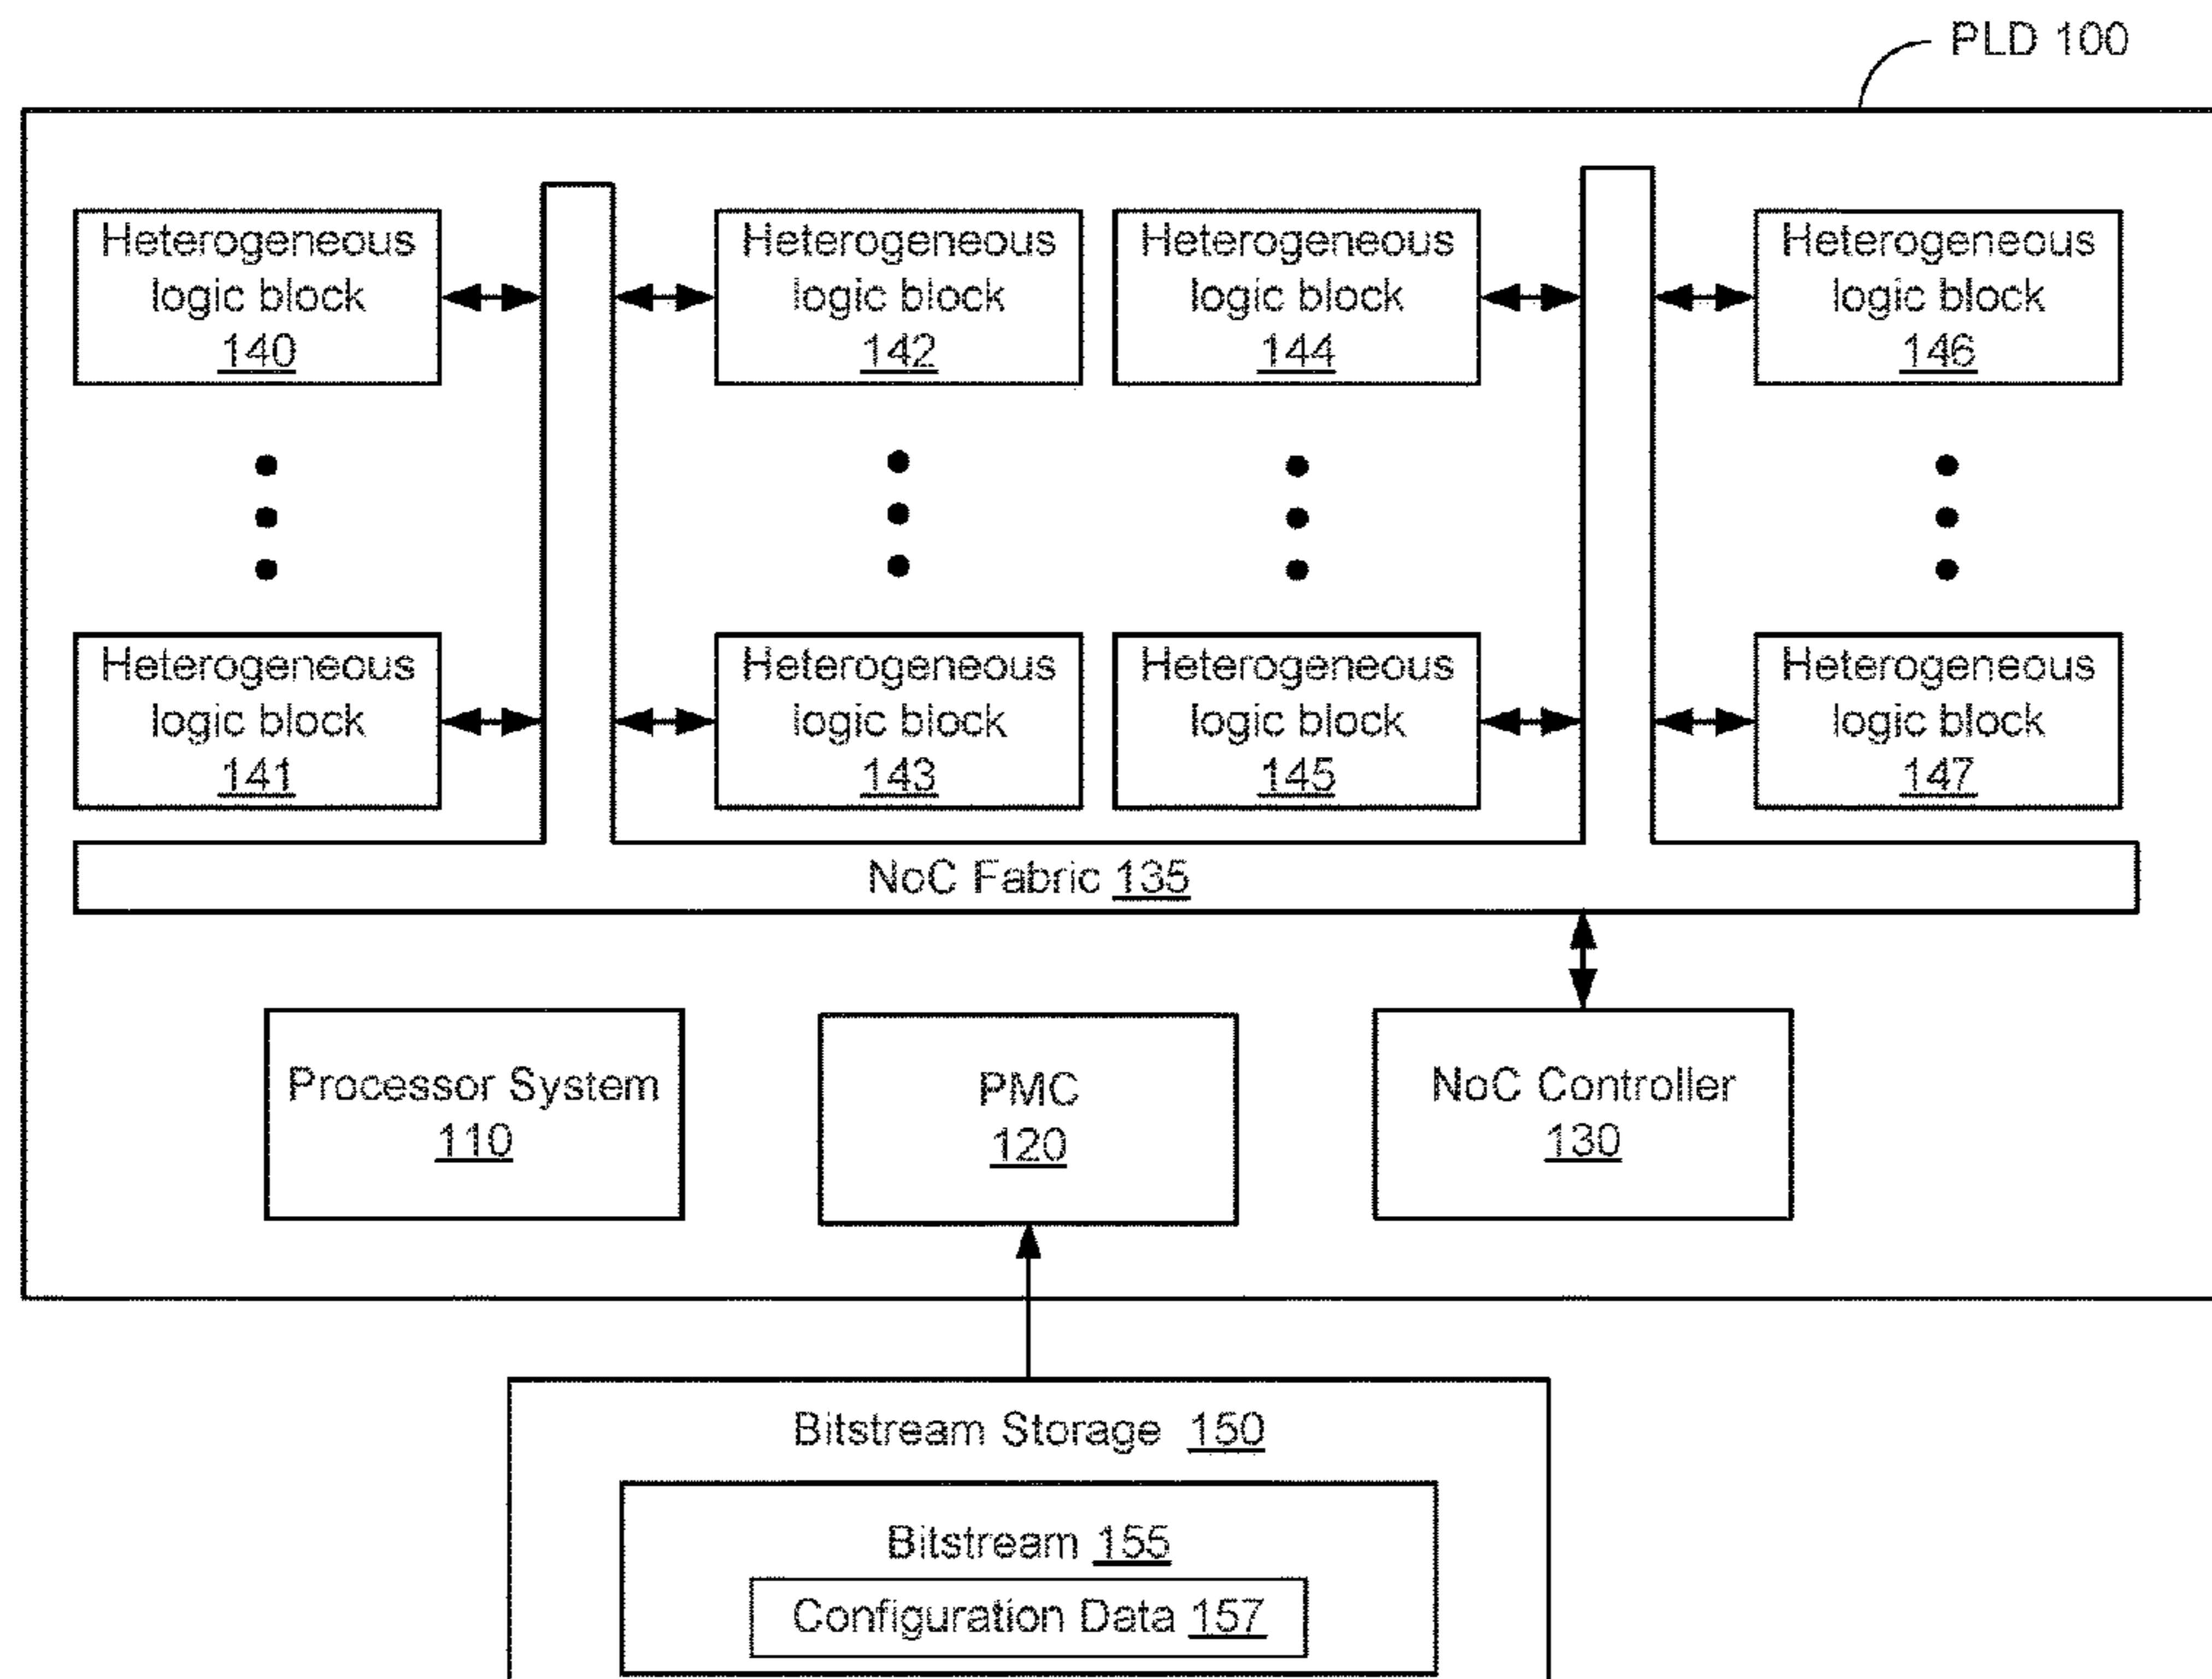 PLD 100
Heterogeneous
logic block
140
Heterogeneous
logic block
142
Heterogeneous
logic block
144
Heterogeneous
logic block
146
Heterogeneous
logic block
141
Heterogeneous
logic block
143
Heterogeneous
logic block
145
Heterogeneous
logic block
147
NoC Fabric 135
Processor System
110
PMC
120
NoC Controller
130
Bitstream Storage 150
Bitstream 155
Configuration Data 157